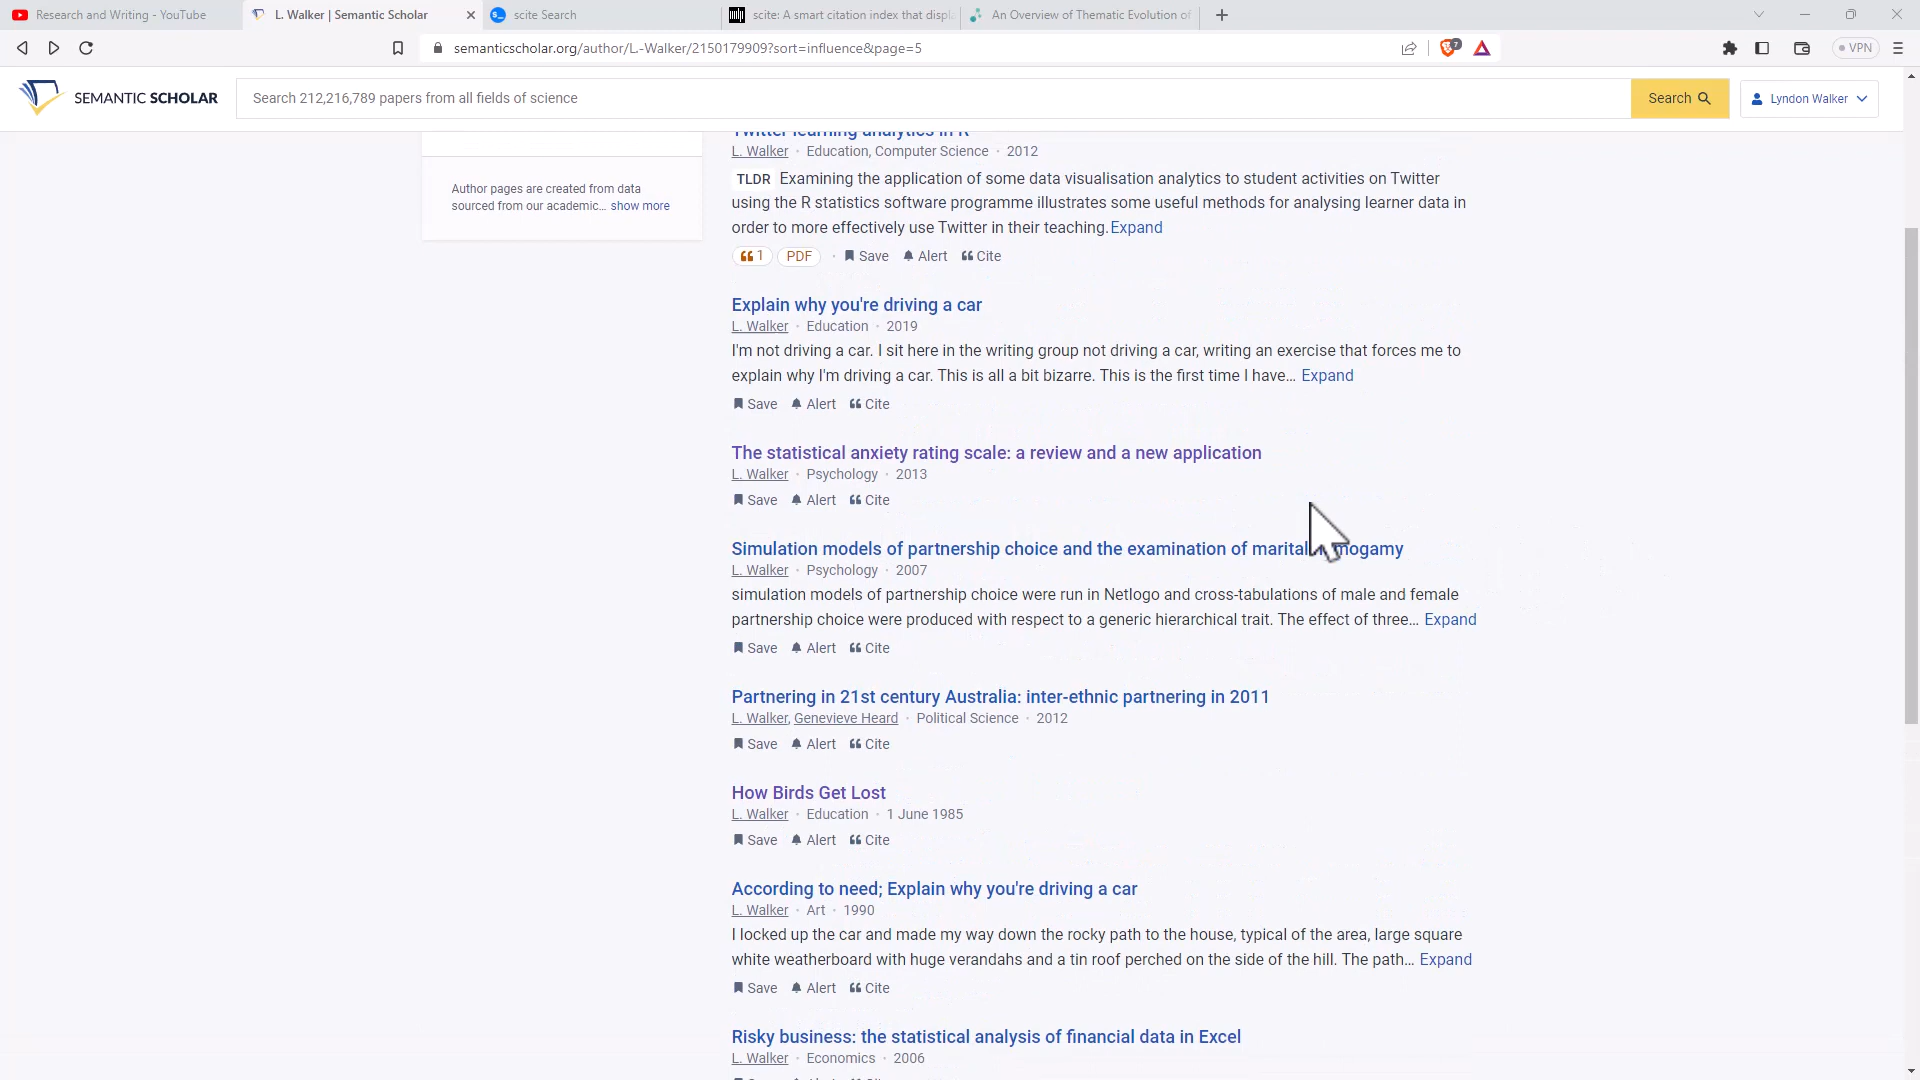 Research and Writing - YouTube
L. Walker | Semantic Scholar
scite Search
scite: A smart citation index that displ
An Overview of Thematic Evolution of
semanticscholar.org/author/L.-Walker/2150179909?sort=influence&page=5
7
VPN
SEMANTIC SCHOLAR
Search 212,216,789 papers from all fields of science
Search
Lyndon Walker
Twitter learning analytics in R
L. Walker · Education, Computer Science · 2012
Author pages are created from data
sourced from our academic... show more
TLDR Examining the application of some data visualisation analytics to student activities on Twitter
using the R statistics software programme illustrates some useful methods for analysing learner data in
order to more effectively use Twitter in their teaching. Expand
1 PDF · Save Alert Cite
Explain why you're driving a car
L. Walker · Education · 2019
I'm not driving a car. I sit here in the writing group not driving a car, writing an exercise that forces me to
explain why I'm driving a car. This is all a bit bizarre. This is the first time I have... Expand
Save Alert Cite
The statistical anxiety rating scale: a review and a new application
L. Walker · Psychology · 2013
Save Alert Cite
Simulation models of partnership choice and the examination of marital
L. Walker · Psychology · 2007
simulation models of partnership choice were run in Netlogo and cross-tabulations of male and female
partnership choice were produced with respect to a generic hierarchical trait. The effect of three... Expand
Save Alert Cite
Partnering in 21st century Australia: inter-ethnic partnering in 2011
L. Walker, Genevieve Heard · Political Science · 2012
Save Alert Cite
How Birds Get Lost
L. Walker · Education · 1 June 1985
Save Alert Cite
According to need; Explain why you're driving a car
L. Walker · Art · 1990
I locked up the car and made my way down the rocky path to the house, typical of the area, large square
white weatherboard with huge verandahs and a tin roof perched on the side of the hill. The path... Expand
Save Alert Cite
Risky business: the statistical analysis of financial data in Excel
L. Walker · Economics · 2006